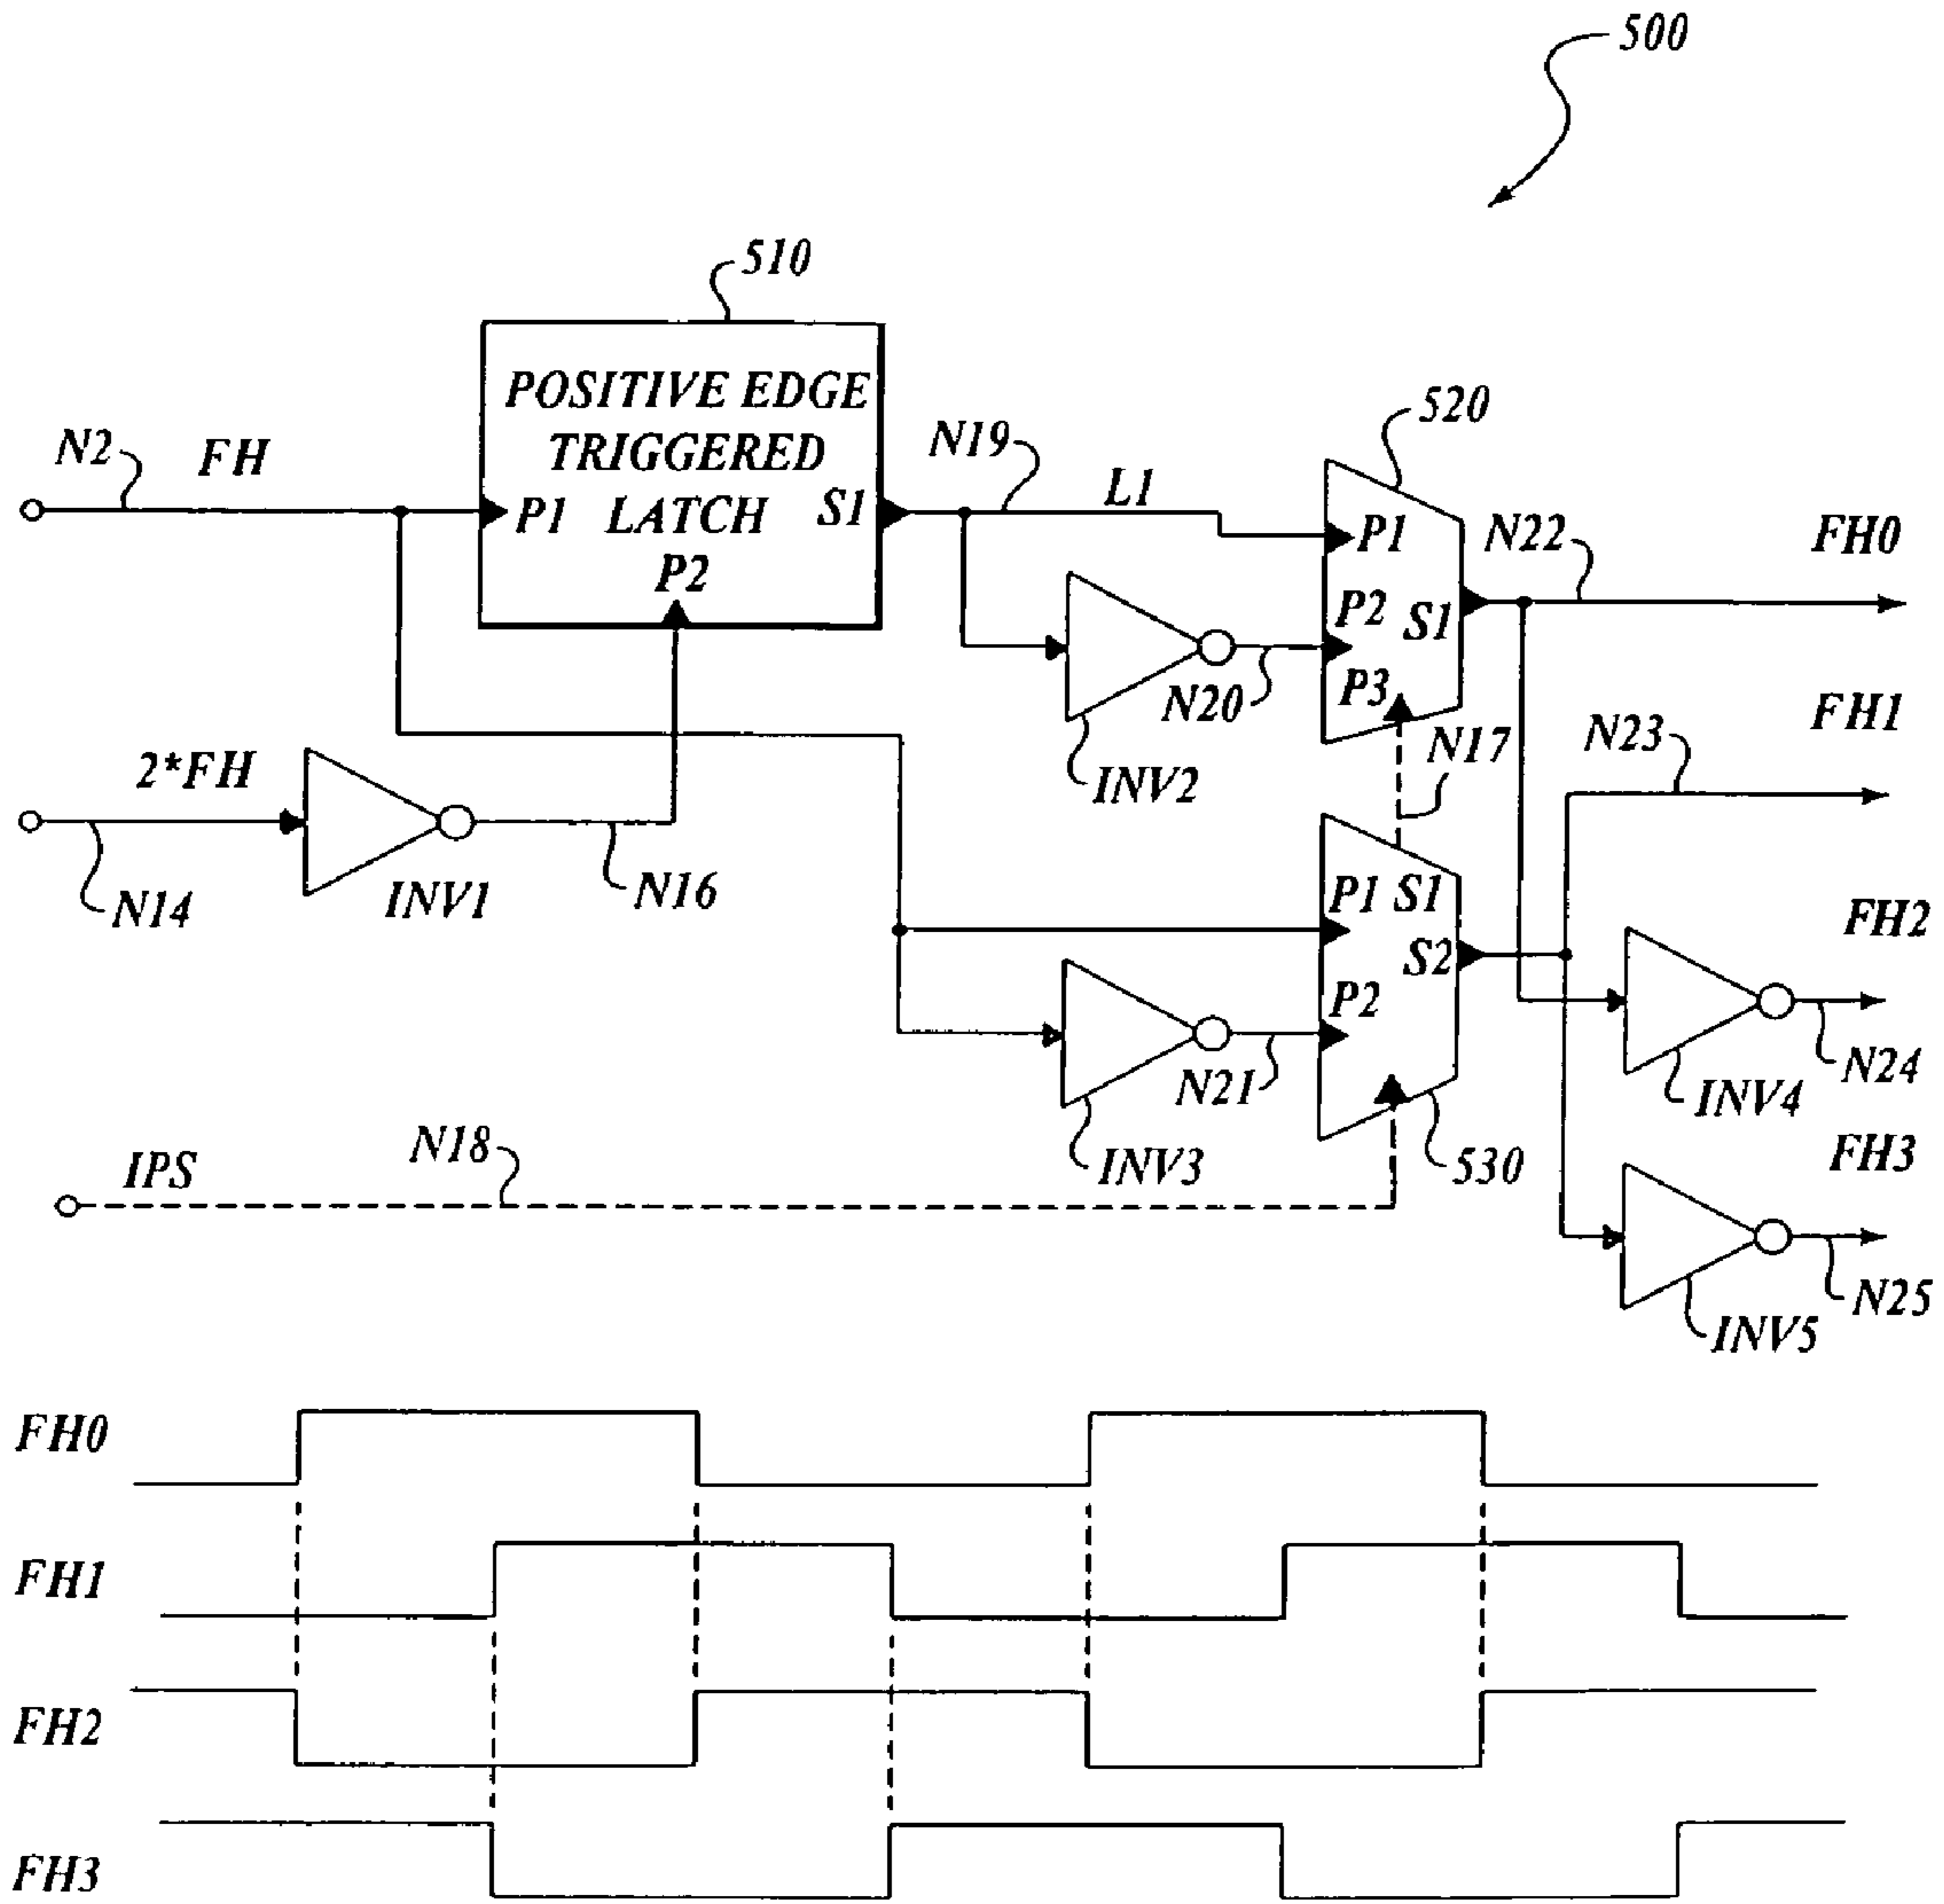 500
510
POSITIVE EDGE
TRIGGERED
P1 LATCH S1
P2
N2
FH
N19
L1
520
P1
P2
S1
P3
N22
FH0
N20
INV2
N17
N23
FH1
2*FH
N14
INV1
N16
P1 S1
S2
P2
FH2
N21
INV3
530
N24
INV4
IPS
N18
FH3
N25
INV5
FH0
FH1
FH2
FH3